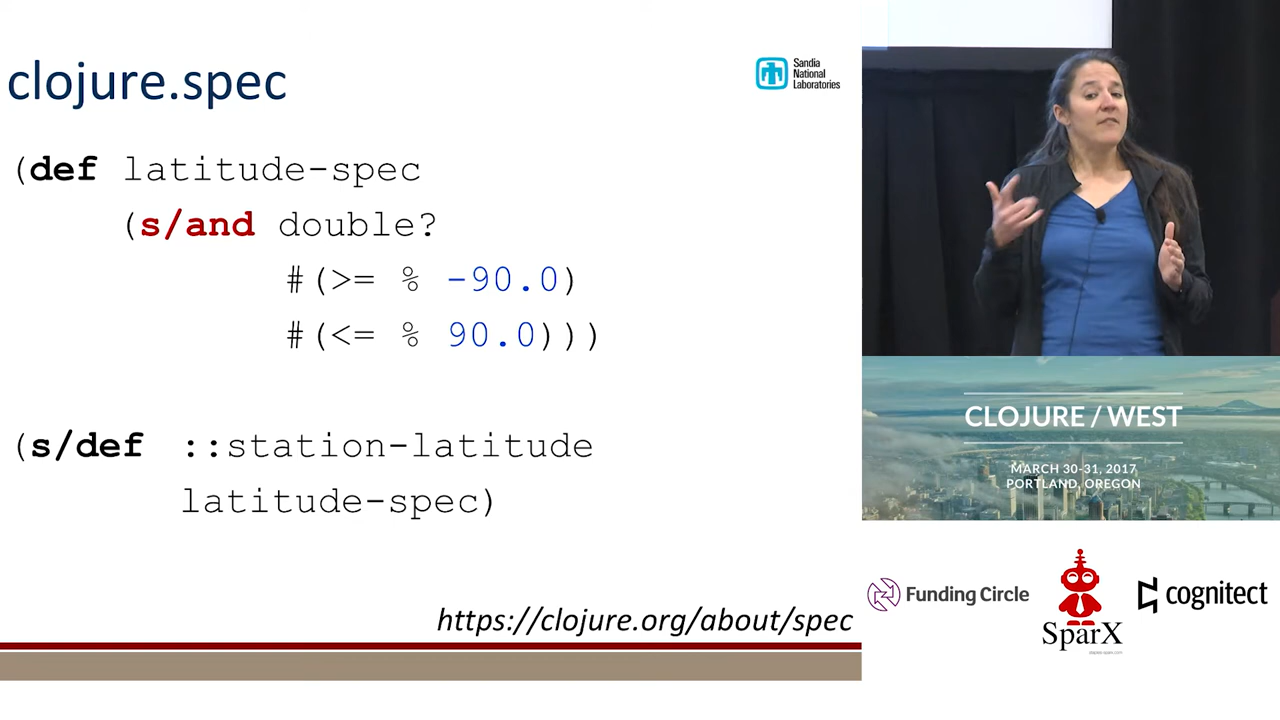 clojure.spec
Sandia
National
Laboratories
(def latitude-spec
(s/and double?
#(>= % -90.0)
#(<= % 90.0)))
(s/def ::station-latitude
latitude-spec)
https://clojure.org/about/spec
CLOJURE / WEST
MARCH 30-31, 2017
PORTLAND, OREGON
Funding Circle
SparX
cognitect